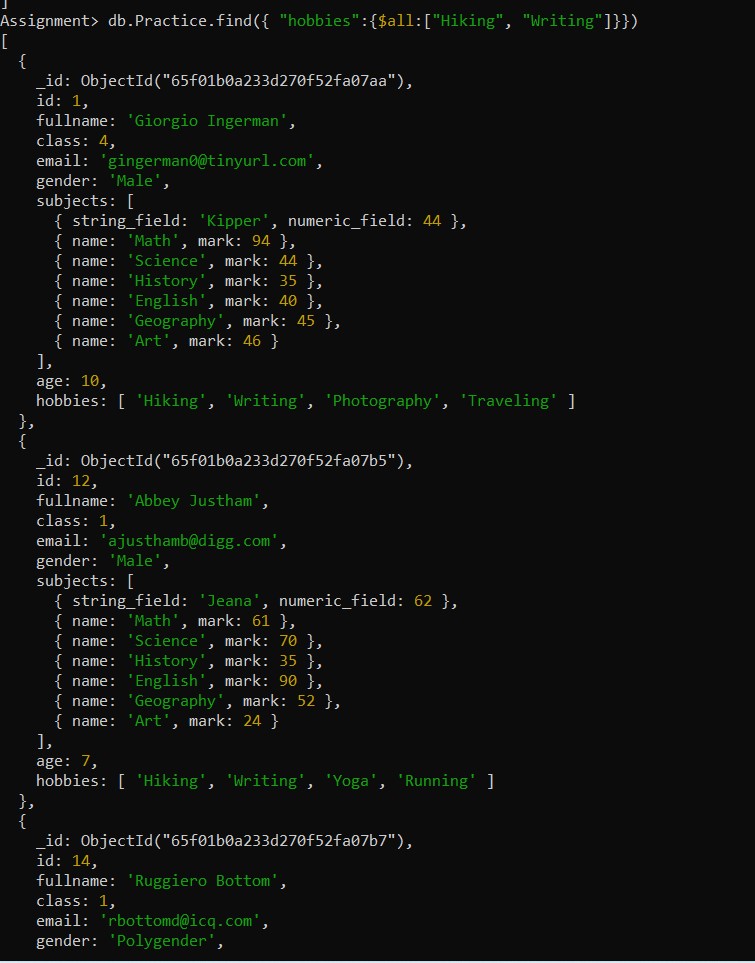 ]
Assignment> db.Practice.find({ "hobbies":{$all:["Hiking", "Writing"]}})
[
  {
    _id: ObjectId("65f01b0a233d270f52fa07aa"),
    id: 1,
    fullname: 'Giorgio Ingerman',
    class: 4,
    email: 'gingerman0@tinyurl.com',
    gender: 'Male',
    subjects: [
      { string_field: 'Kipper', numeric_field: 44 },
      { name: 'Math', mark: 94 },
      { name: 'Science', mark: 44 },
      { name: 'History', mark: 35 },
      { name: 'English', mark: 40 },
      { name: 'Geography', mark: 45 },
      { name: 'Art', mark: 46 }
    ],
    age: 10,
    hobbies: [ 'Hiking', 'Writing', 'Photography', 'Traveling' ]
  },
  {
    _id: ObjectId("65f01b0a233d270f52fa07b5"),
    id: 12,
    fullname: 'Abbey Justham',
    class: 1,
    email: 'ajusthamb@digg.com',
    gender: 'Male',
    subjects: [
      { string_field: 'Jeana', numeric_field: 62 },
      { name: 'Math', mark: 61 },
      { name: 'Science', mark: 70 },
      { name: 'History', mark: 35 },
      { name: 'English', mark: 90 },
      { name: 'Geography', mark: 52 },
      { name: 'Art', mark: 24 }
    ],
    age: 7,
    hobbies: [ 'Hiking', 'Writing', 'Yoga', 'Running' ]
  },
  {
    _id: ObjectId("65f01b0a233d270f52fa07b7"),
    id: 14,
    fullname: 'Ruggiero Bottom',
    class: 1,
    email: 'rbottomd@icq.com',
    gender: 'Polygender',